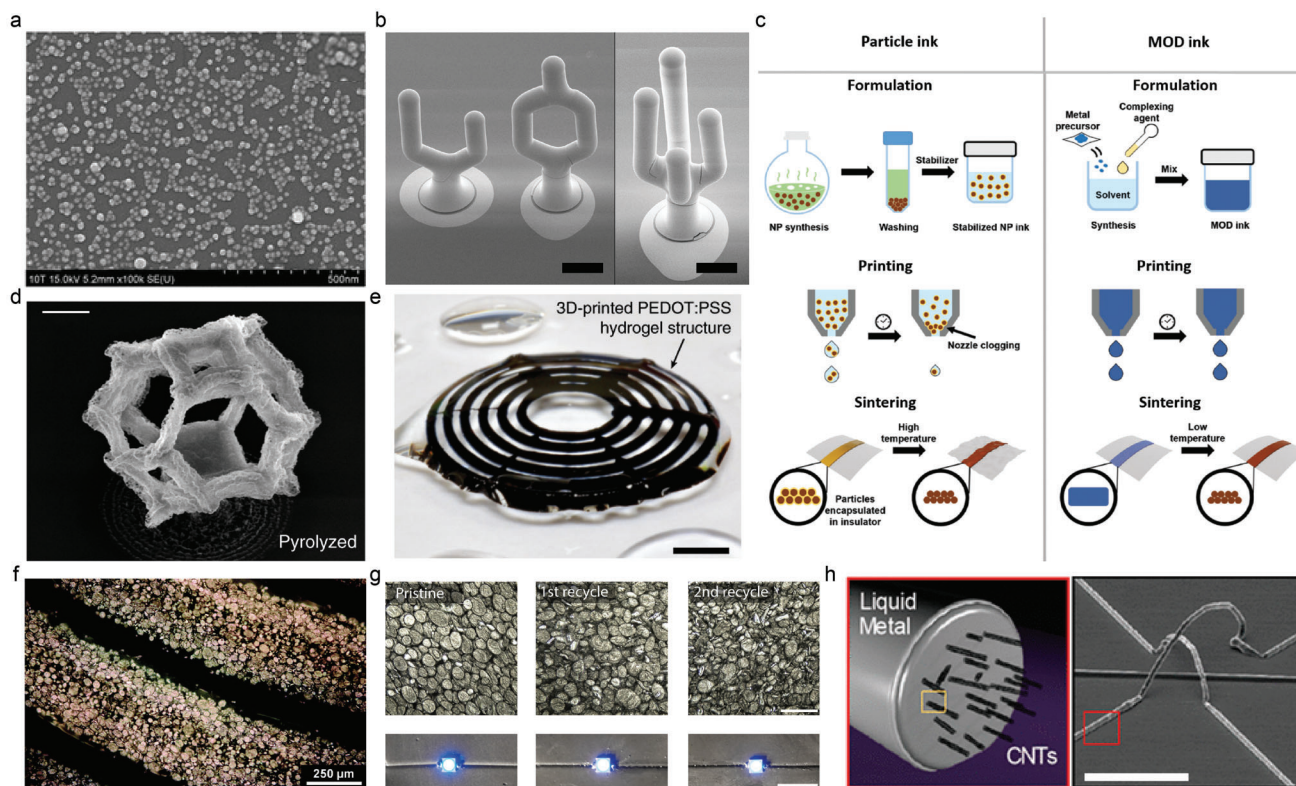 a
10T 15.0kV 5.2mm x100k SE(U)
500nm
b
c
Particle ink
MOD ink
Formulation
Formulation
NP synthesis
Washing
Stabilizer
Stabilized NP ink
Metal
precursor
Complexing
agent
Solvent
Mix
Synthesis
MOD ink
Printing
Printing
Nozzle clogging
Sintering
Sintering
High
temperature
Particles
encapsulated
in insulator
Low
temperature
d
Pyrolyzed
e
3D-printed PEDOT:PSS
hydrogel structure
f
250 μm
g
Pristine
1st recycle
2nd recycle
h
Liquid
Metal
CNTs